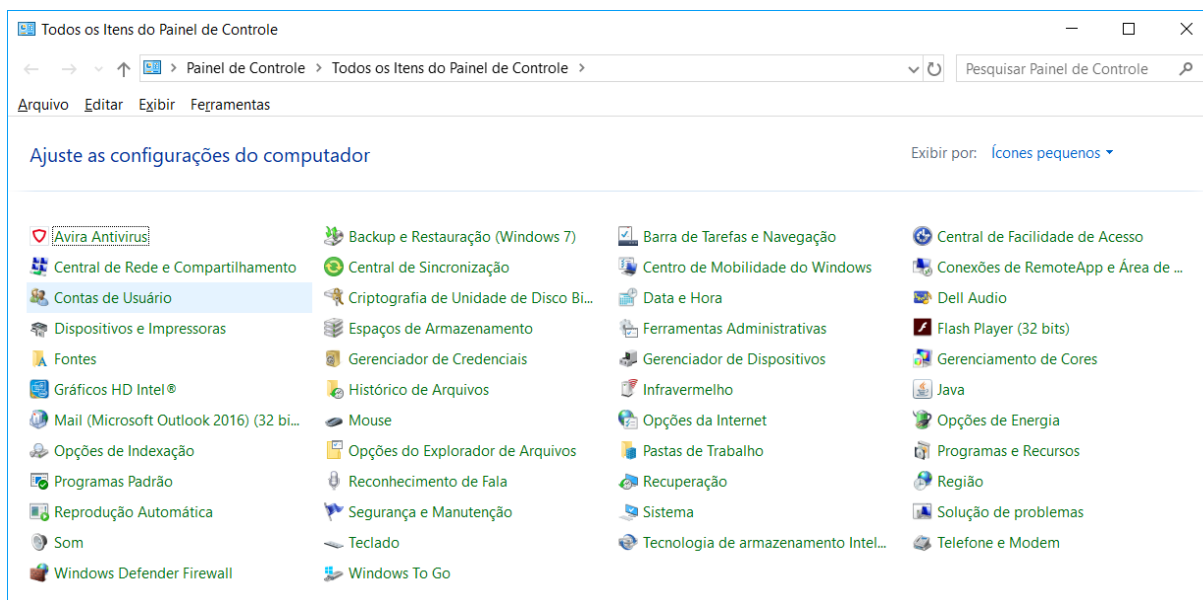 Todos os Itens do Painel de Controle
Painel de Controle > Todos os Itens do Painel de Controle >
Pesquisar Painel de Controle
Arquivo Editar Exibir Ferramentas
Ajuste as configurações do computador
Exibir por: Ícones pequenos
Avira Antivirus Backup e Restauração (Windows 7) Barra de Tarefas e Navegação Central de Facilidade de Acesso
Central de Rede e Compartilhamento Central de Sincronização Centro de Mobilidade do Windows Conexões de RemoteApp e Área de ...
Contas de Usuário Criptografia de Unidade de Disco Bi... Data e Hora Dell Audio
Dispositivos e Impressoras Espaços de Armazenamento Ferramentas Administrativas Flash Player (32 bits)
Fontes Gerenciador de Credenciais Gerenciador de Dispositivos Gerenciamento de Cores
Gráficos HD Intel® Histórico de Arquivos Infravermelho Java
Mail (Microsoft Outlook 2016) (32 bi... Mouse Opções da Internet Opções de Energia
Opções de Indexação Opções do Explorador de Arquivos Pastas de Trabalho Programas e Recursos
Programas Padrão Reconhecimento de Fala Recuperação Região
Reprodução Automática Segurança e Manutenção Sistema Solução de problemas
Som Teclado Tecnologia de armazenamento Intel... Telefone e Modem
Windows Defender Firewall Windows To Go